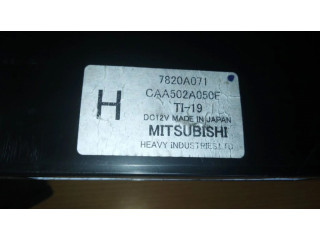 7820A071
CAA502A050F
H
TI-19
DC12V MADE IN JAPAN
MITSUBISHI
HEAVY INDUSTRIES, LTD